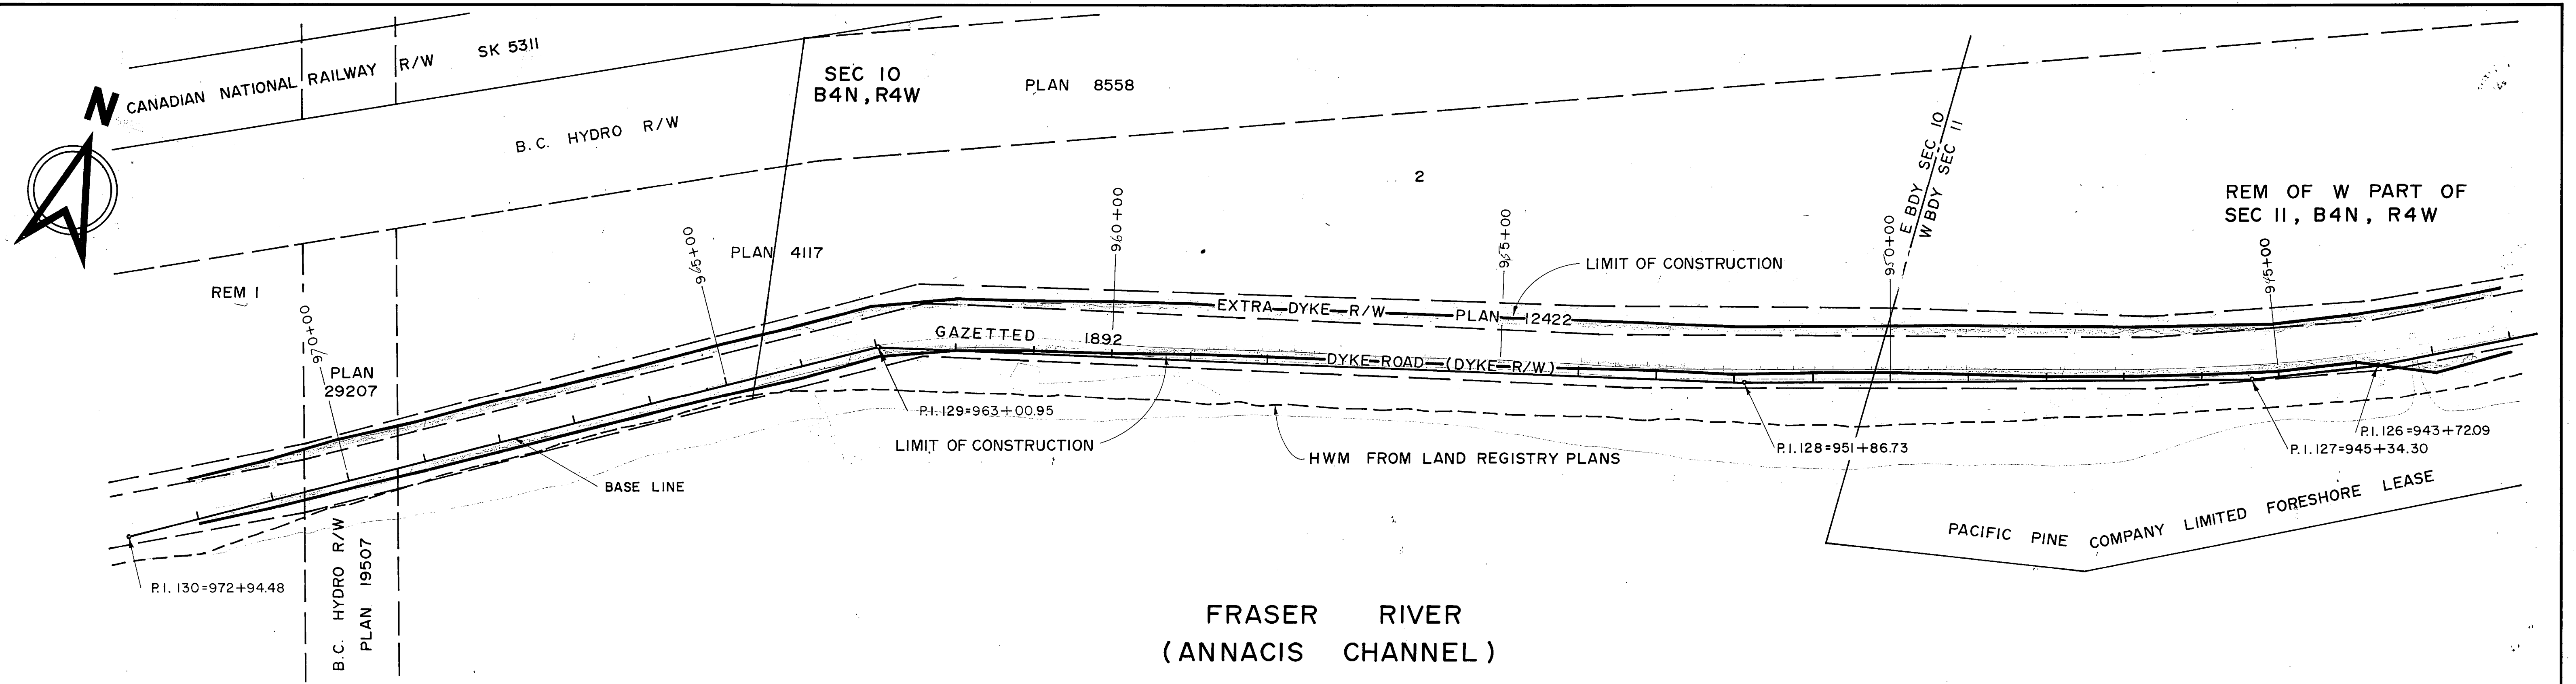 N
CANADIAN NATIONAL RAILWAY R/W SK 5311
B.C. HYDRO R/W
SEC 10
B4N, R4W
PLAN 8558
2
E BDY SEC 10
W BDY SEC 11
REM OF W PART OF
SEC 11, B4N, R4W
REM 1
970+00
PLAN
29207
965+00
PLAN 4117
960+00
955+00
950+00
945+00
LIMIT OF CONSTRUCTION
EXTRA DYKE R/W PLAN 12422
GAZETTED 1892
DYKE ROAD (DYKE R/W)
P.I. 129=963+00.95
LIMIT OF CONSTRUCTION
HWM FROM LAND REGISTRY PLANS
P.I. 128=951+86.73
P.I. 126=943+72.09
P.I. 127=945+34.30
BASE LINE
P.I. 130=972+94.48
B.C. HYDRO R/W
PLAN 19507
PACIFIC PINE COMPANY LIMITED FORESHORE LEASE
FRASER RIVER
(ANNACIS CHANNEL)